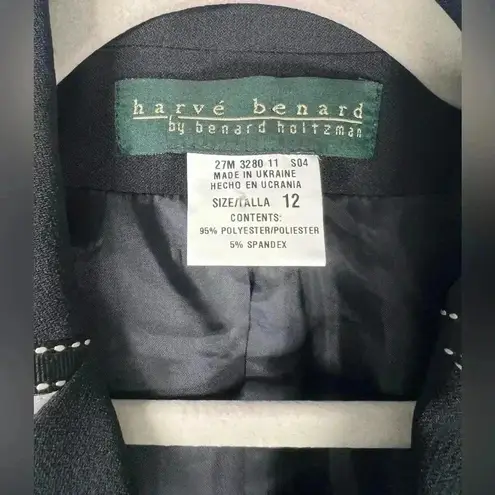 harvé benard
by benard holtzman
27M 3280 11 S04
MADE IN UKRAINE
HECHO EN UCRANIA
SIZE/TALLA 12
CONTENTS:
95% POLYESTER/POLIESTER
5% SPANDEX